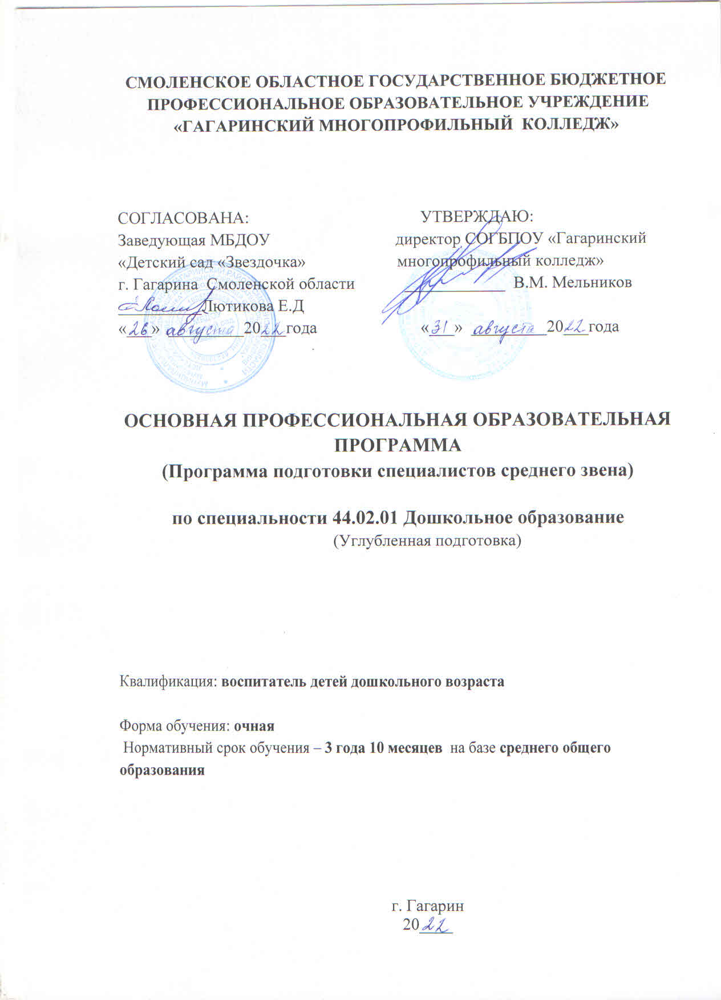 СМОЛЕНСКОЕ ОБЛАСТНОЕ ГОСУДАРСТВЕННОЕ БЮДЖЕТНОЕ
ПРОФЕССИОНАЛЬНОЕ ОБРАЗОВАТЕЛЬНОЕ УЧРЕЖДЕНИЕ
«ГАГАРИНСКИЙ МНОГОПРОФИЛЬНЫЙ КОЛЛЕДЖ»
СОГЛАСОВАНА:
Заведующая МБДОУ
«Детский сад «Звездочка»
г. Гагарина Смоленской области
Лютикова Е.Д
«26» августа 2022 года
УТВЕРЖДАЮ:
директор СОГБПОУ «Гагаринский
многопрофильный колледж»
В.М. Мельников
«31» августа 2022 года
ОСНОВНАЯ ПРОФЕССИОНАЛЬНАЯ ОБРАЗОВАТЕЛЬНАЯ
ПРОГРАММА
(Программа подготовки специалистов среднего звена)
по специальности 44.02.01 Дошкольное образование
(Углубленная подготовка)
Квалификация: воспитатель детей дошкольного возраста
Форма обучения: очная
Нормативный срок обучения – 3 года 10 месяцев на базе среднего общего
образования
г. Гагарин
2022